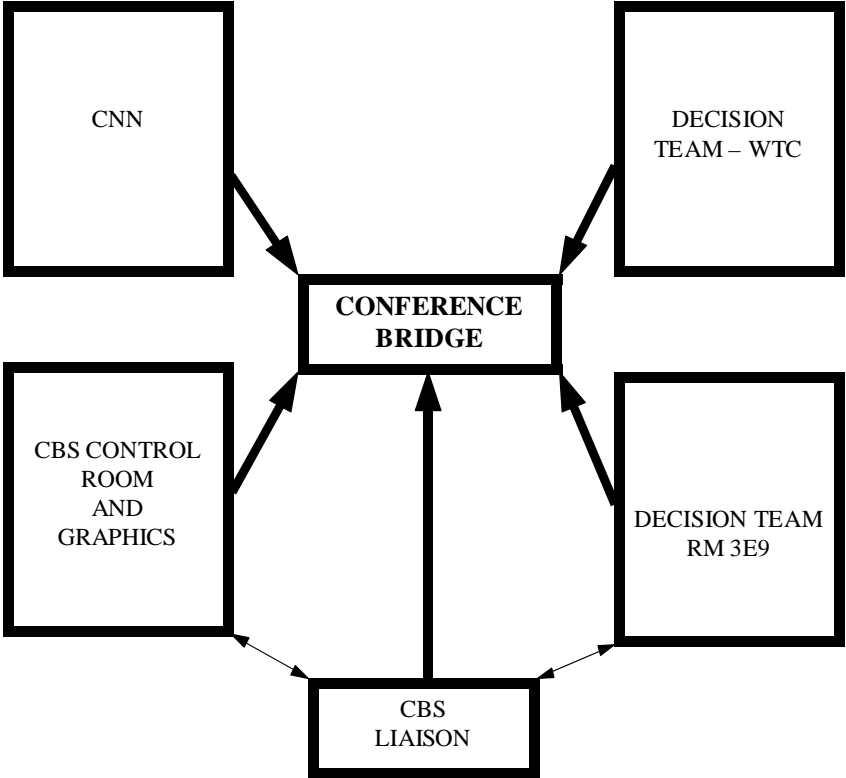 CNN
DECISION
TEAM – WTC
CONFERENCE
BRIDGE
CBS CONTROL
ROOM
AND
GRAPHICS
DECISION TEAM
RM 3E9
CBS
LIAISON